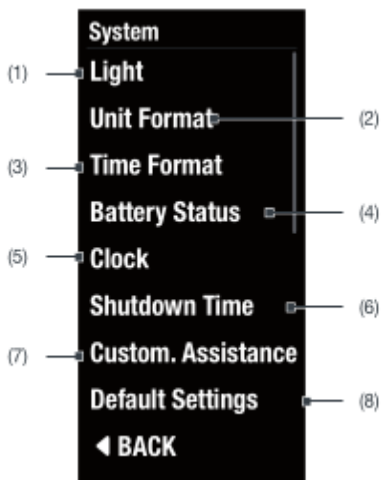 System
(1) Light
Unit Format (2)
(3) Time Format
Battery Status (4)
(5) Clock
Shutdown Time (6)
(7) Custom. Assistance
Default Settings (8)
◀ BACK